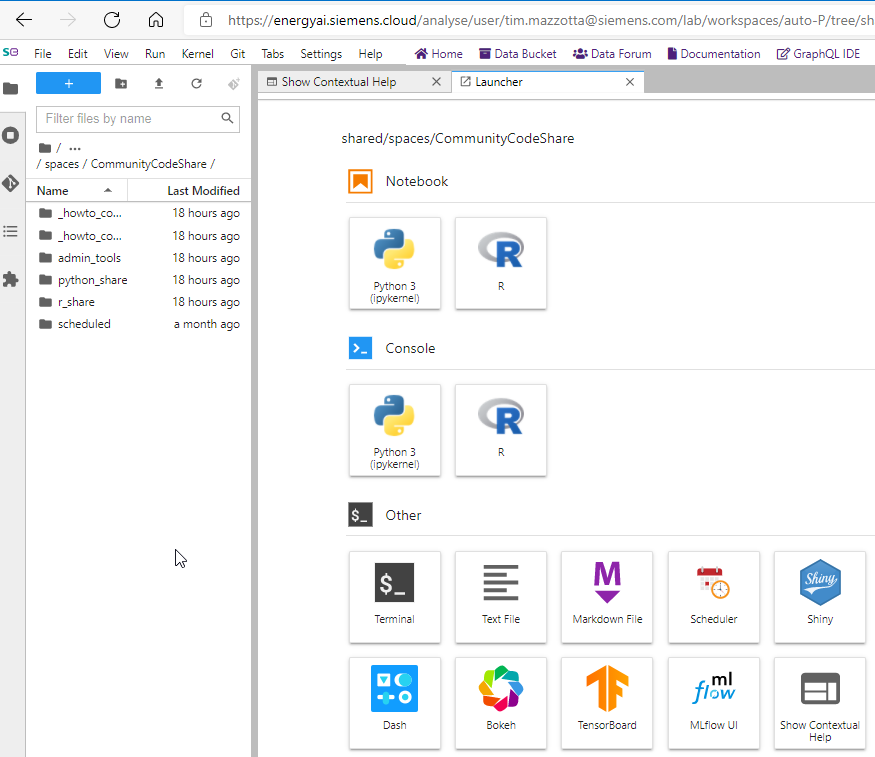 https://energyai.siemens.cloud/analyse/user/tim.mazzotta@siemens.com/lab/workspaces/auto-P/tree/sh
File Edit View Run Kernel Git Tabs Settings Help Home Data Bucket Data Forum Documentation GraphQL IDE
+
Show Contextual Help
Launcher
Filter files by name
/ ...
/ spaces / CommunityCodeShare /
Name Last Modified
_howto_co... 18 hours ago
_howto_co... 18 hours ago
admin_tools 18 hours ago
python_share 18 hours ago
r_share 18 hours ago
scheduled a month ago
shared/spaces/CommunityCodeShare
Notebook
Python 3
(ipykernel)
R
R
>_ Console
Python 3
(ipykernel)
R
R
$_ Other
$_
Terminal
Text File
M
Markdown File
Scheduler
Shiny
Shiny
Dash
Bokeh
TensorBoard
ml
flow
MLflow UI
Show Contextual
Help